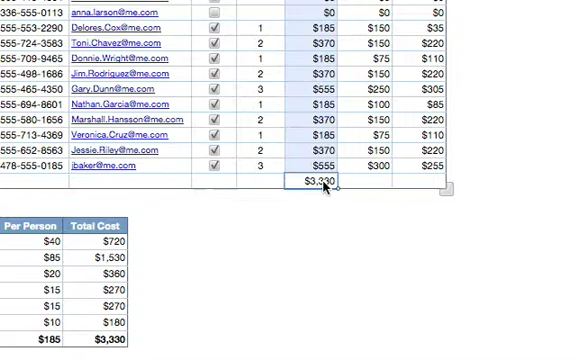 336-555-0113 anna.larson@me.com $0 $0 $0
555-553-2290 Delores.Cox@me.com 1 $185 $150 $35
555-724-3583 Toni.Chavez@me.com 2 $370 $150 $220
555-709-9465 Donnie.Wright@me.com 1 $185 $75 $110
555-498-1686 Jim.Rodriguez@me.com 2 $370 $150 $220
555-465-4350 Gary.Dunn@me.com 3 $555 $250 $305
555-694-8601 Nathan.Garcia@me.com 1 $185 $100 $85
555-580-1656 Marshall.Hansson@me.com 2 $370 $150 $220
555-713-4369 Veronica.Cruz@me.com 1 $185 $75 $110
555-652-8563 Jessie.Riley@me.com 2 $370 $150 $220
478-555-0185 jbaker@me.com 3 $555 $300 $255
$3,330
Per Person Total Cost
$40 $720
$85 $1,530
$20 $360
$15 $270
$15 $270
$10 $180
$185 $3,330